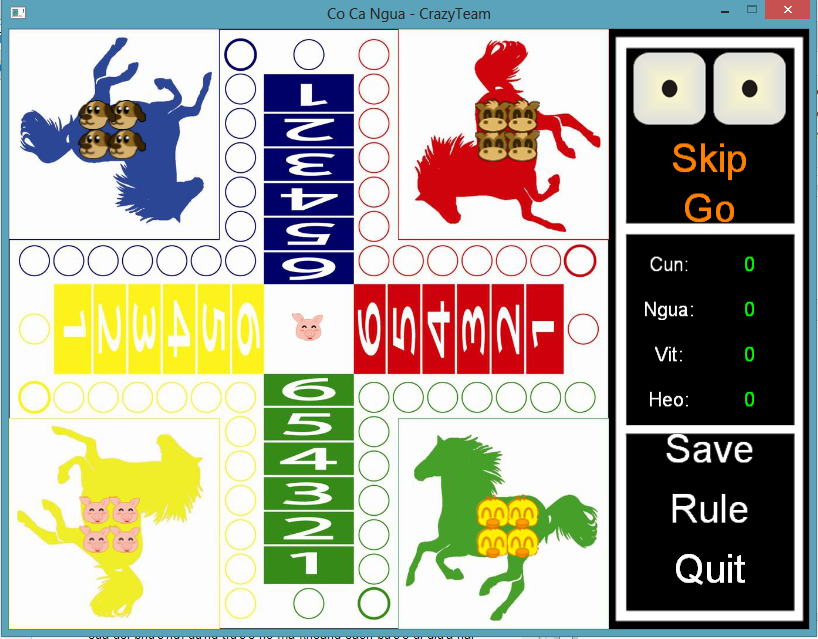 Co Ca Ngua - CrazyTeam
1
2
3
4
5
6
1 2 3 4 5 6
6 5 4 3 2 1
6
5
4
3
2
1
Skip
Go
Cun: 0
Ngua: 0
Vit: 0
Heo: 0
Save
Rule
Quit